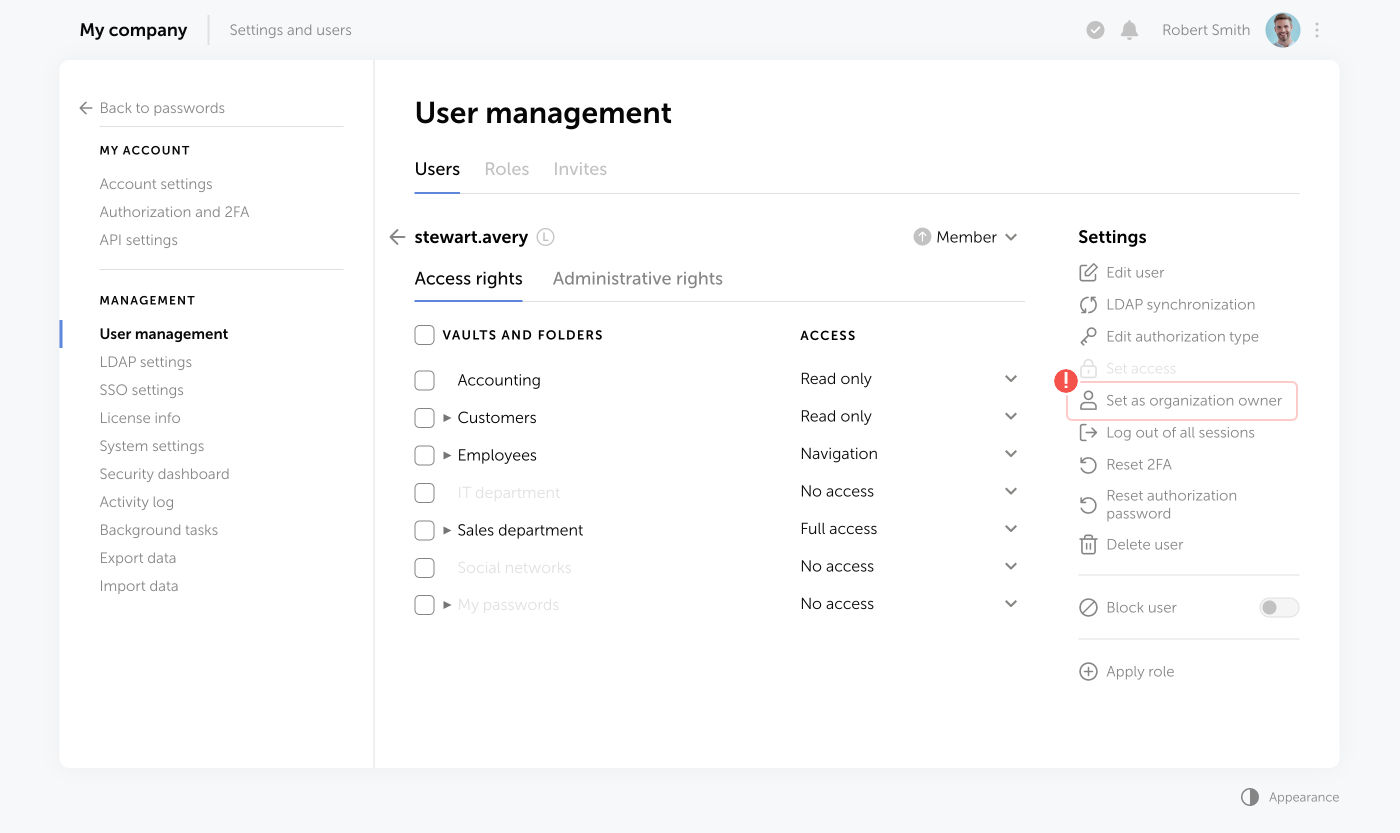 My company
Settings and users
Robert Smith
Back to passwords
MY ACCOUNT
Account settings
Authorization and 2FA
API settings
MANAGEMENT
User management
LDAP settings
SSO settings
License info
System settings
Security dashboard
Activity log
Background tasks
Export data
Import data
User management
Users Roles Invites
stewart.avery L
Member
Access rights Administrative rights
VAULTS AND FOLDERS ACCESS
Accounting Read only
Customers Read only
Employees Navigation
IT department No access
Sales department Full access
Social networks No access
My passwords No access
Settings
Edit user
LDAP synchronization
Edit authorization type
Set access
!
Set as organization owner
Log out of all sessions
Reset 2FA
Reset authorization
password
Delete user
Block user
Apply role
Appearance